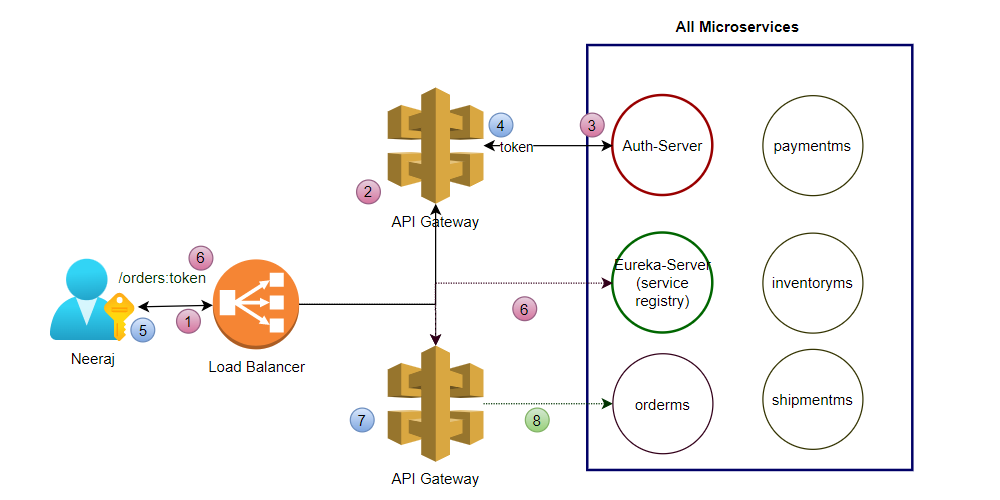 All Microservices
4
3
token
Auth-Server
paymentms
2
API Gateway
6
/orders:token
Eureka-Server
(service
registry)
inventoryms
1
5
6
Neeraj
Load Balancer
orderms
shipmentms
7
8
API Gateway